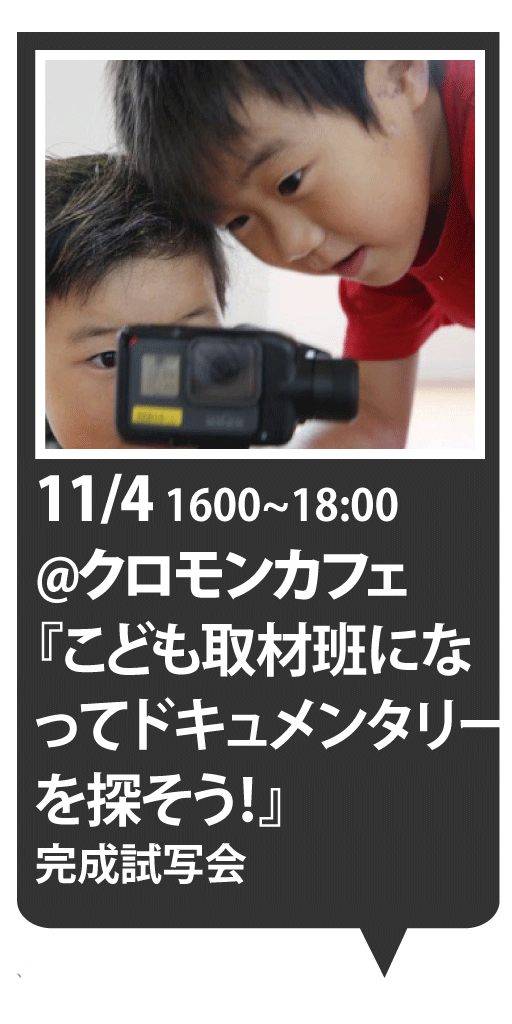 11/4 1600~18:00
@クロモンカフェ
『こども取材班にな
ってドキュメンタリー
を探そう!』
完成試写会
、